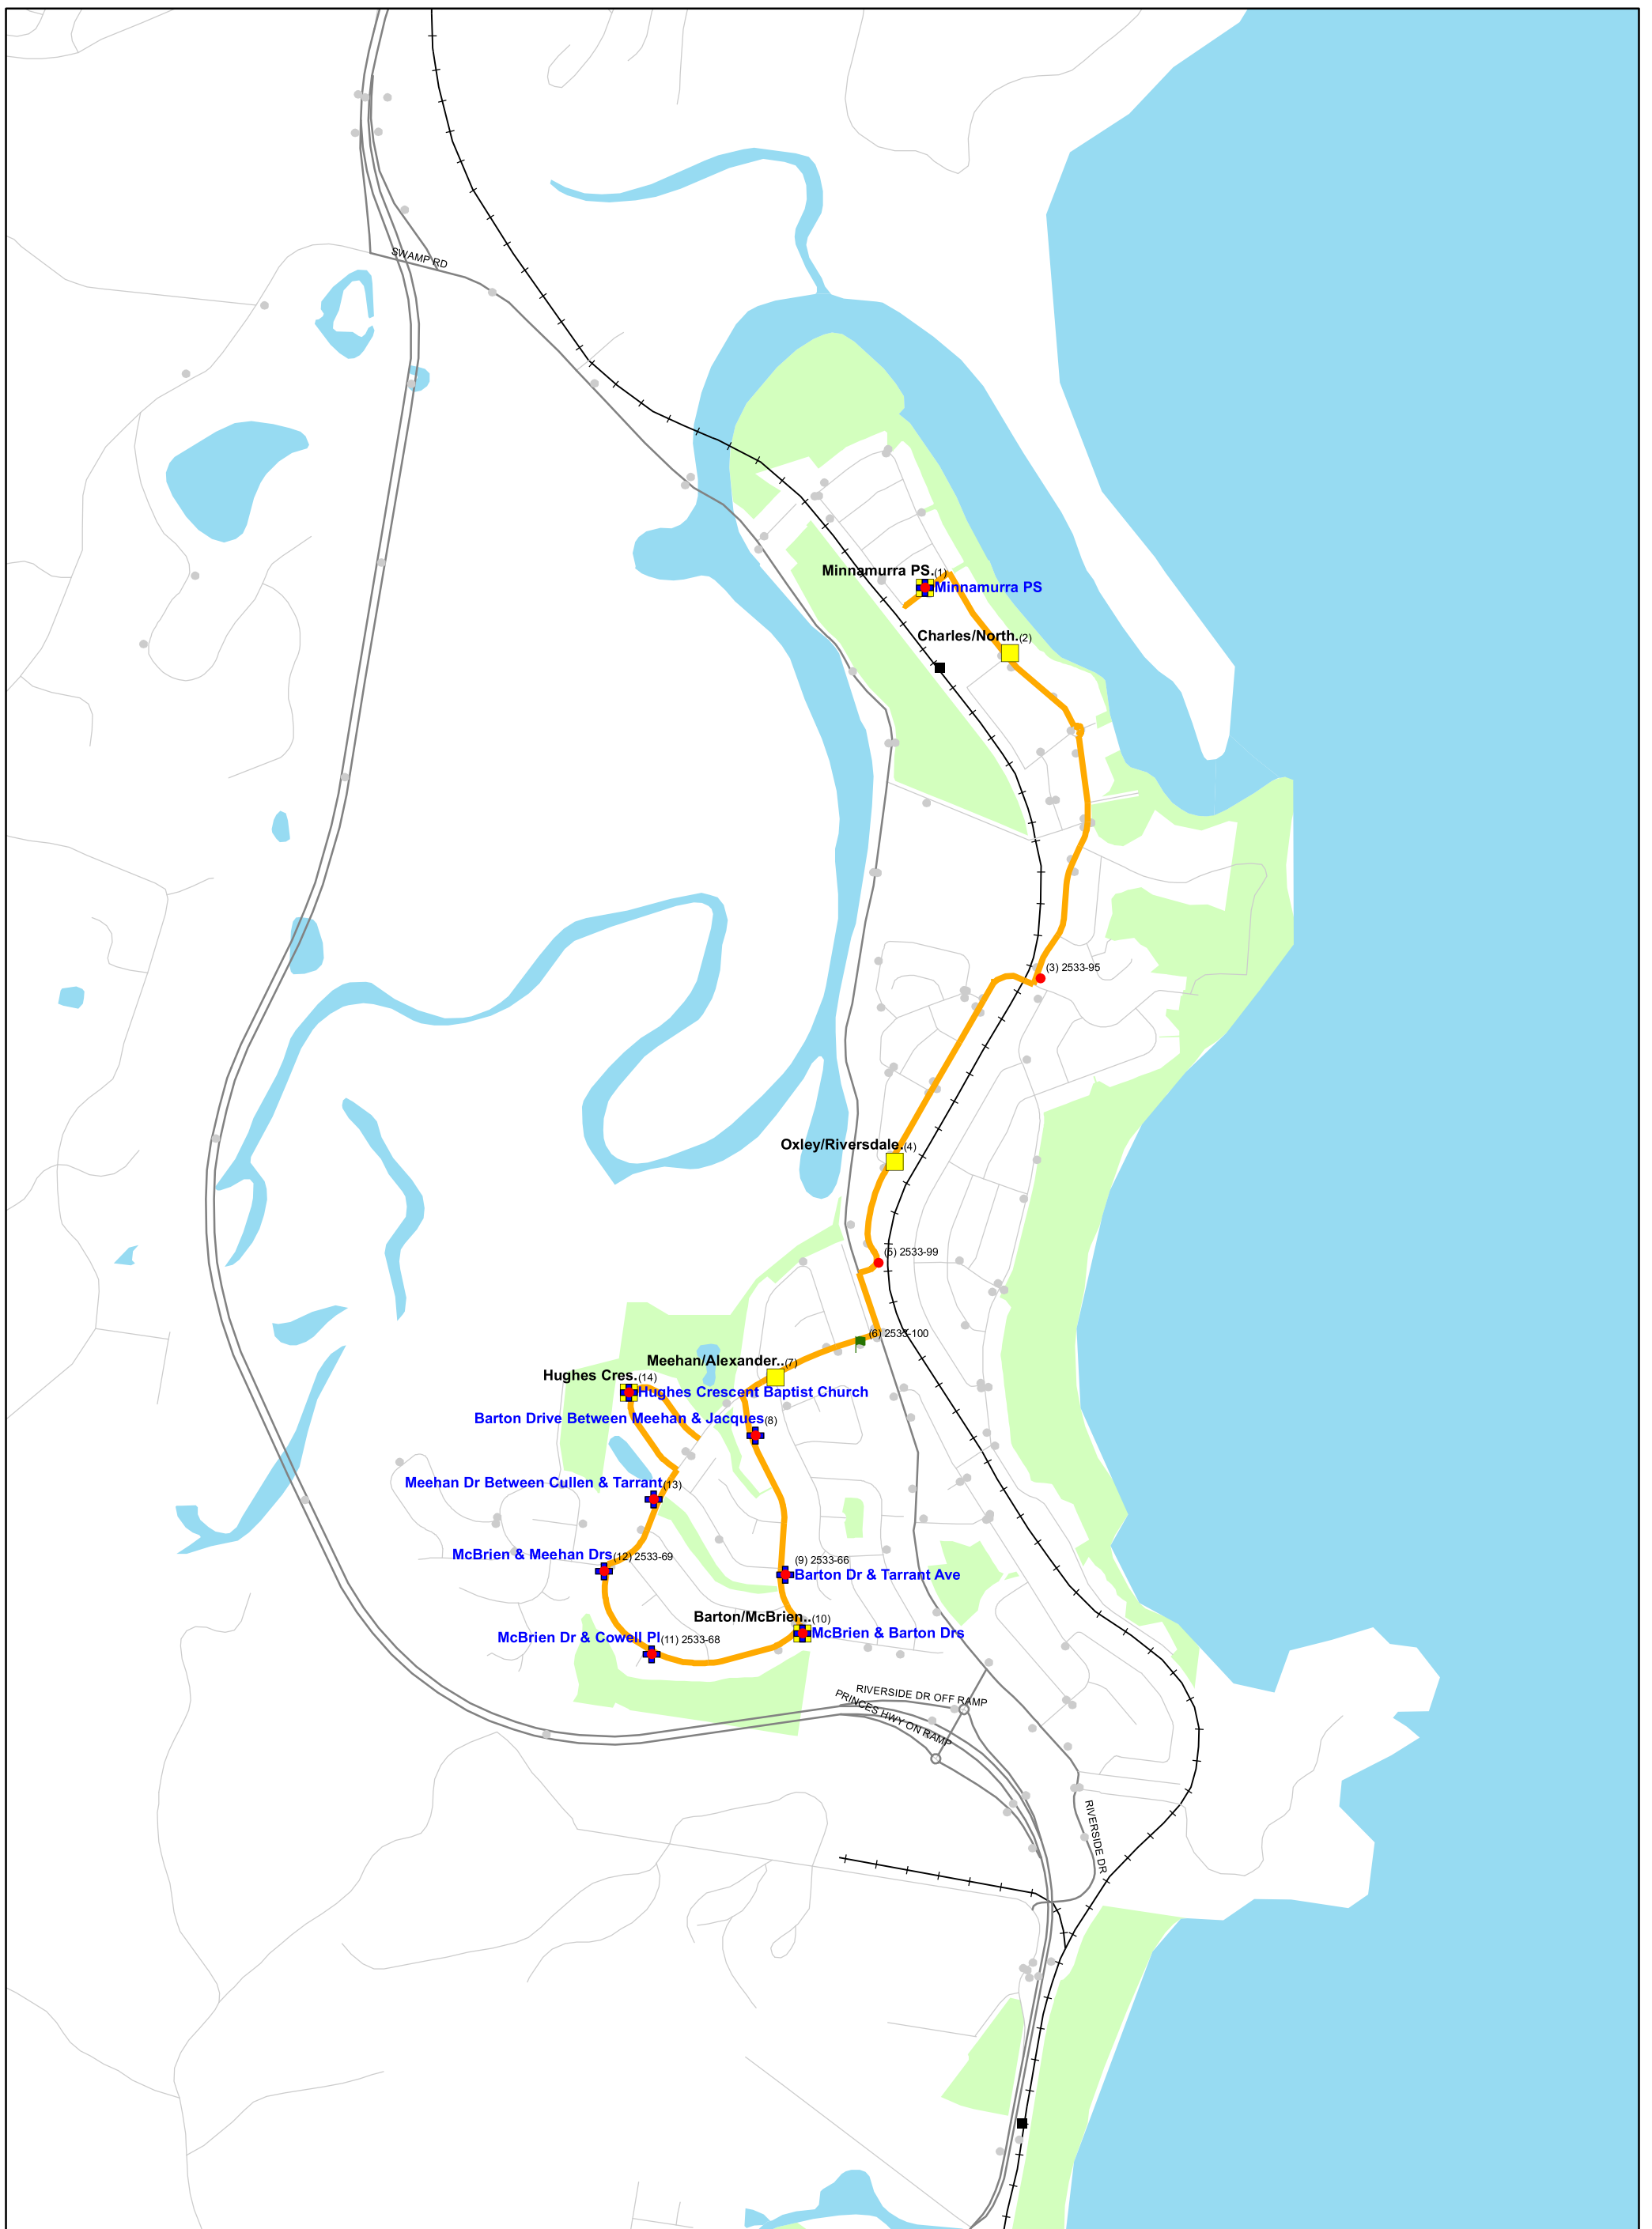 SWAMP RD
Minnamurra PS.(1)
Minnamurra PS
Charles/North.(2)
(3) 2533-95
Oxley/Riversdale.(4)
(5) 2533-99
(6) 2533-100
Meehan/Alexander..(7)
Hughes Cres.(14)
Hughes Crescent Baptist Church
Barton Drive Between Meehan & Jacques(8)
Meehan Dr Between Cullen & Tarrant(13)
McBrien & Meehan Drs(12) 2533-69
(9) 2533-66
Barton Dr & Tarrant Ave
Barton/McBrien..(10)
McBrien & Barton Drs
McBrien Dr & Cowell Pl(11) 2533-68
RIVERSIDE DR OFF RAMP
PRINCES HWY ON RAMP
RIVERSIDE DR